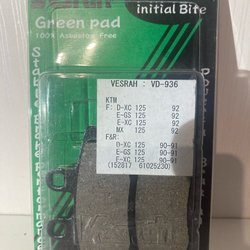 initial Bite
Green pad
100% Asbestos Free
VESRAH : VD-936
KTM
F: D-XC 125 92
E-GS 125 92
E-XC 125 92
MX 125 92
F&R
D-XC 125 90-91
E-GS 125 90-91
E-XC 125 90-91
(152817 61025230)